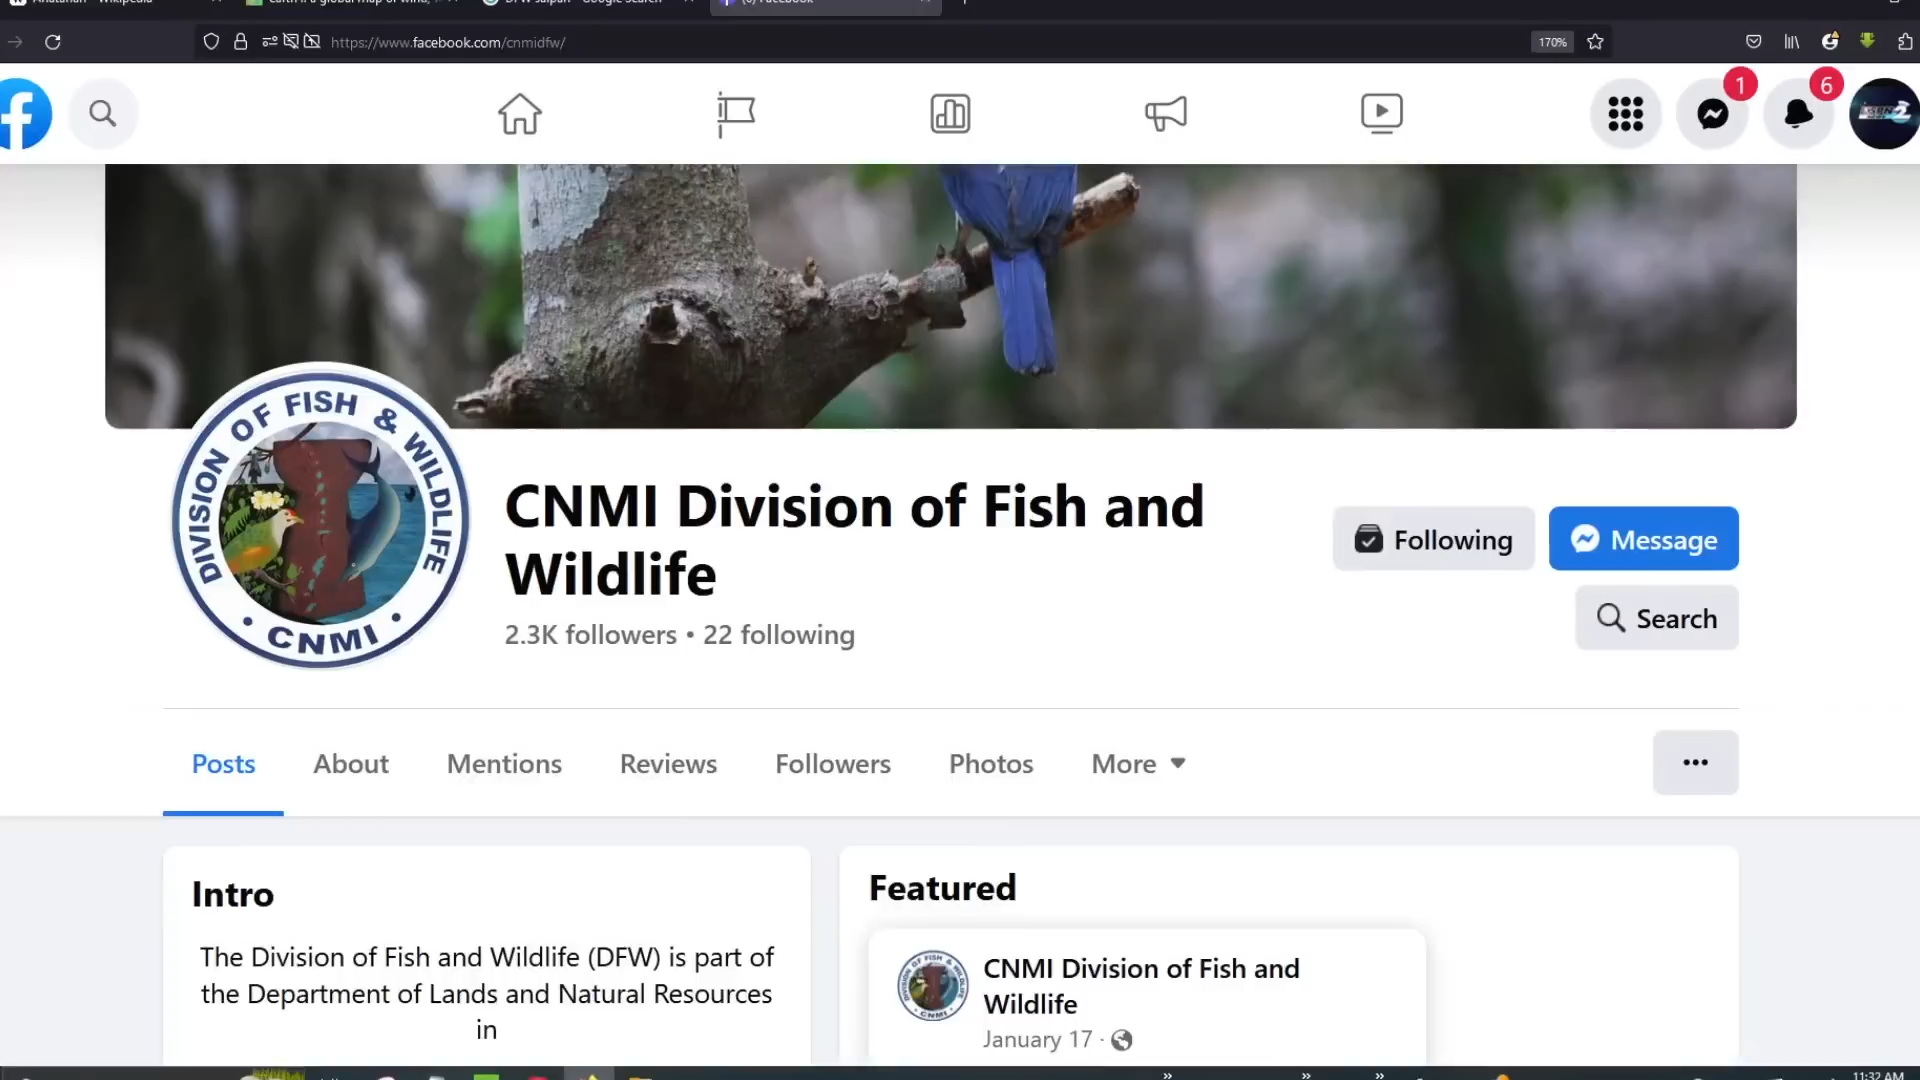 https://www.facebook.com/cnmidfw/
170%
1
6
DIVISION OF FISH & WILDLIFE
• CNMI •
CNMI Division of Fish and
Wildlife
2.3K followers • 22 following
Following
Message
Search
Posts
About
Mentions
Reviews
Followers
Photos
More
Intro
The Division of Fish and Wildlife (DFW) is part of
the Department of Lands and Natural Resources
in
Featured
CNMI Division of Fish and
Wildlife
January 17 ·
11:32 AM